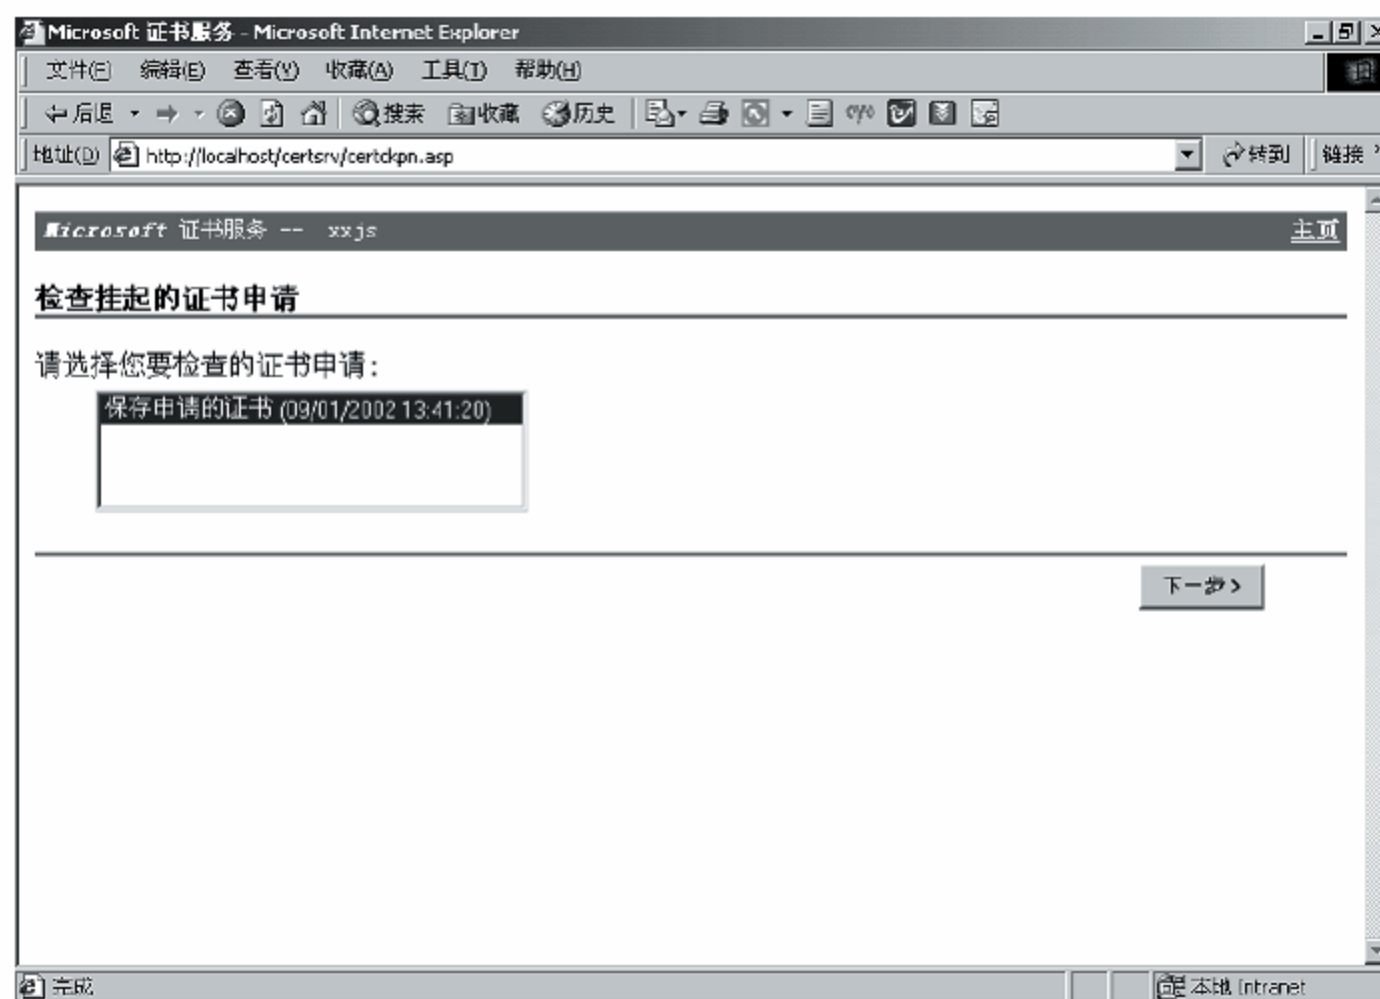 Microsoft 证书服务 - Microsoft Internet Explorer
文件(F) 编辑(E) 查看(V) 收藏(A) 工具(T) 帮助(H)
后退 搜索 收藏 历史
地址(D) http://localhost/certsrv/certckpn.asp 转到 链接 »
Microsoft 证书服务 -- xxjs 主页
检查挂起的证书申请
请选择您要检查的证书申请:
保存申请的证书 (09/01/2002 13:41:20)
下一步 >
完成 本地 Intranet